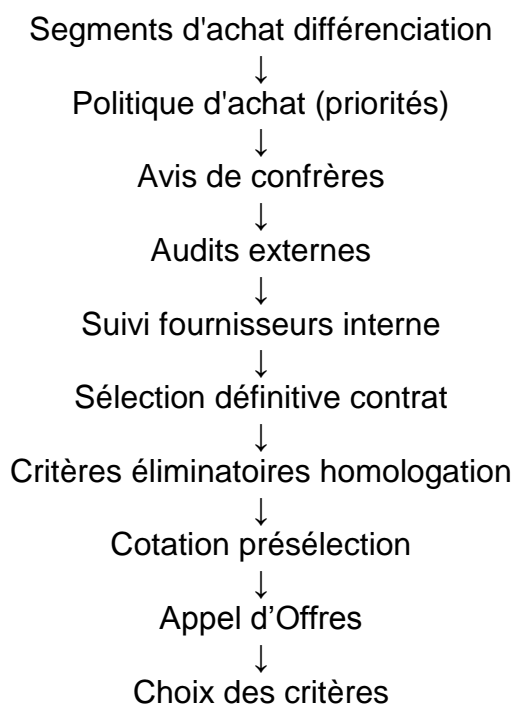 Segments d'achat différenciation
↓
Politique d'achat (priorités)
↓
Avis de confrères
↓
Audits externes
↓
Suivi fournisseurs interne
↓
Sélection définitive contrat
↓
Critères éliminatoires homologation
↓
Cotation présélection
↓
Appel d’Offres
↓
Choix des critères